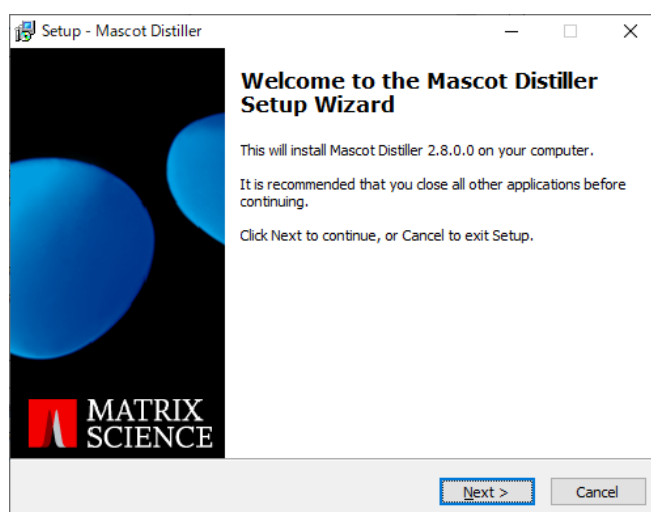 Setup - Mascot Distiller
Welcome to the Mascot Distiller
Setup Wizard
This will install Mascot Distiller 2.8.0.0 on your computer.
It is recommended that you close all other applications before
continuing.
Click Next to continue, or Cancel to exit Setup.
MATRIX
SCIENCE
Next >
Cancel